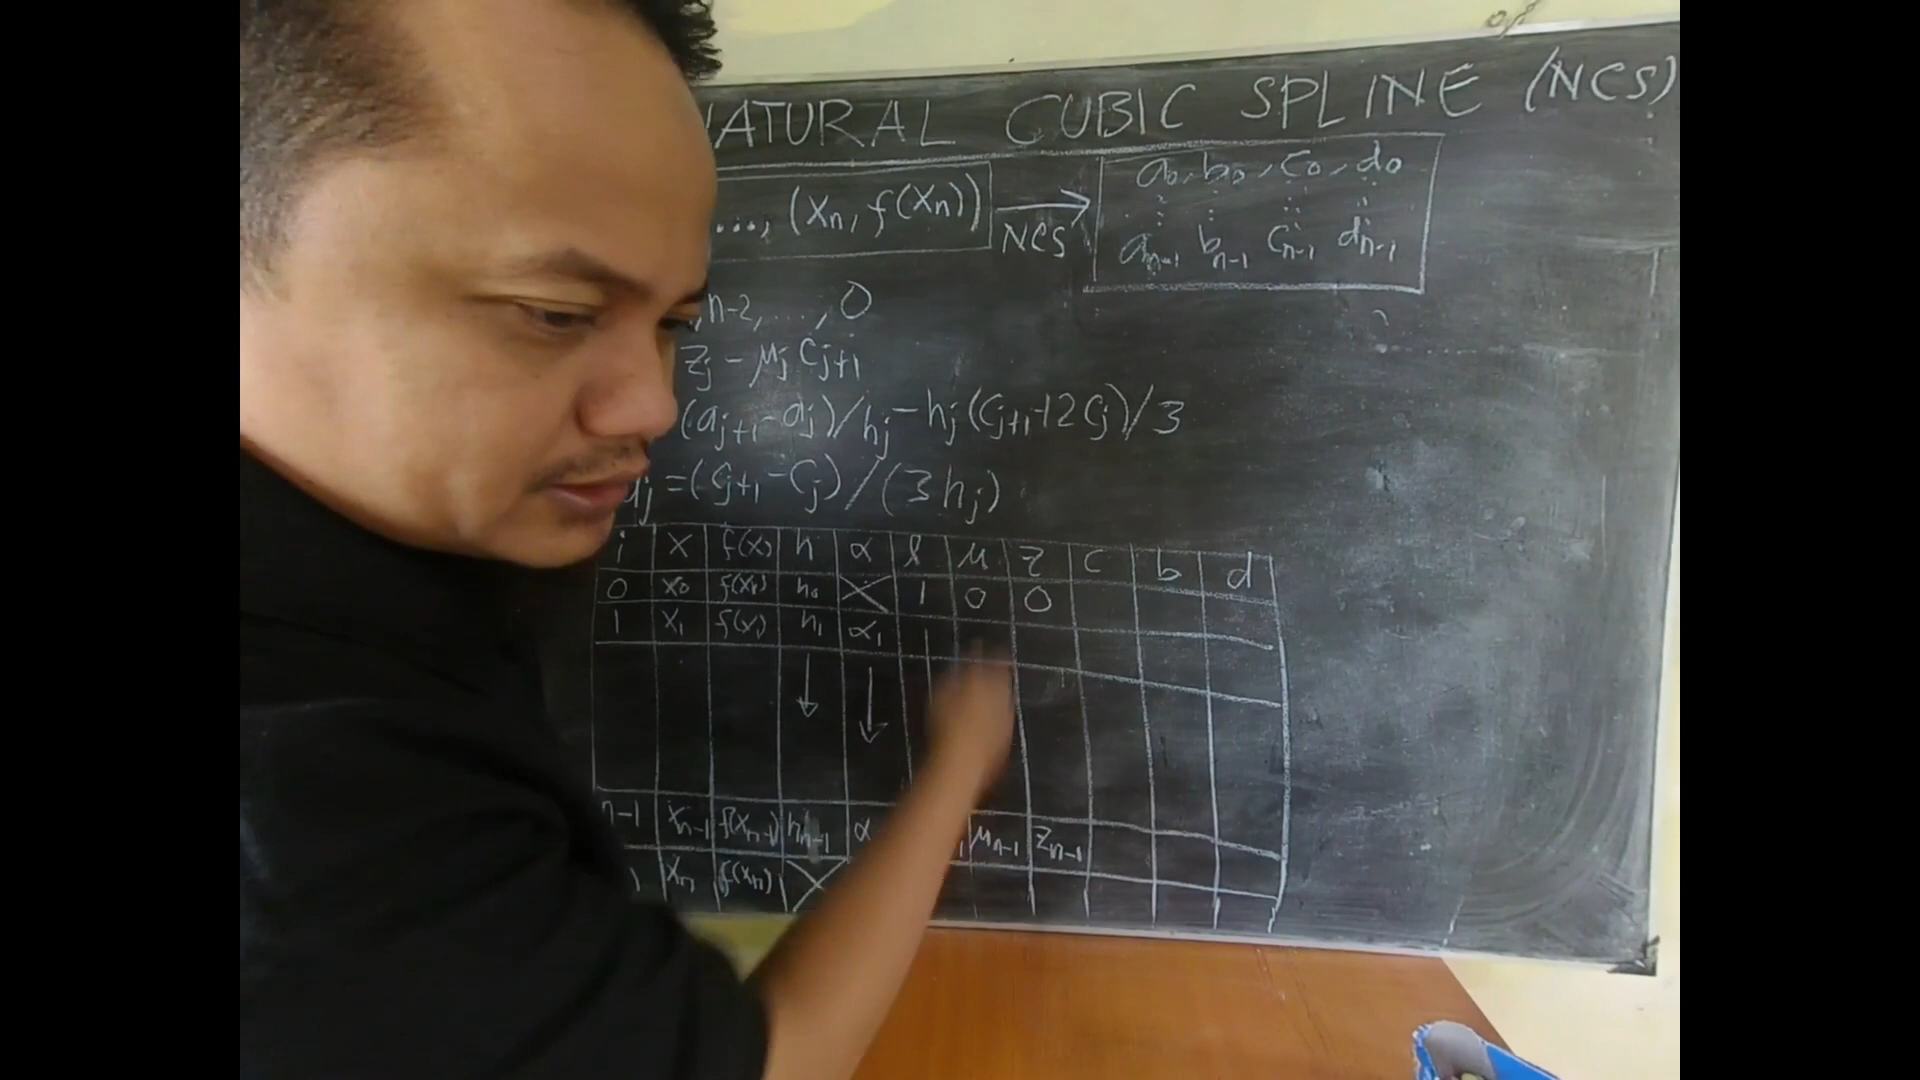 NATURAL CUBIC SPLINE (NCS)
a₀, b₀, c₀, d₀
..., (xₙ, f(xₙ)) → NCS
aₙ₋₁ bₙ₋₁ cₙ₋₁ dₙ₋₁
, n-2, ..., 0
zⱼ - μⱼ cⱼ₊₁
(aⱼ₊₁ - aⱼ)/hⱼ - hⱼ(cⱼ₊₁+2cⱼ)/3
dⱼ = (cⱼ₊₁ - cⱼ)/(3hⱼ)
i x f(x) h α l μ z c b d
0 x₀ f(x₀) h₀ X 1 0 0
1 x₁ f(x₁) h₁ α₁ l
n-1 xₙ₋₁ f(xₙ₋₁) hₙ₋₁ α μₙ₋₁ zₙ₋₁
xₙ f(xₙ) X